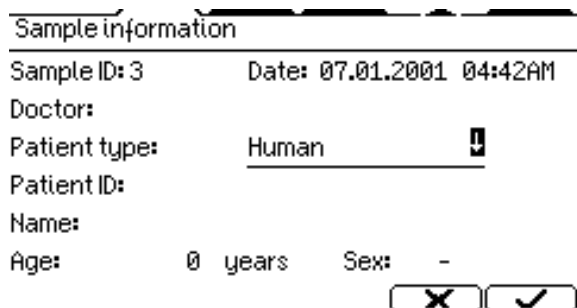 Sample information
Sample ID: 3 Date: 07.01.2001 04:42AM
Doctor:
Patient type: Human
Patient ID:
Name:
Age: 0 years Sex: -